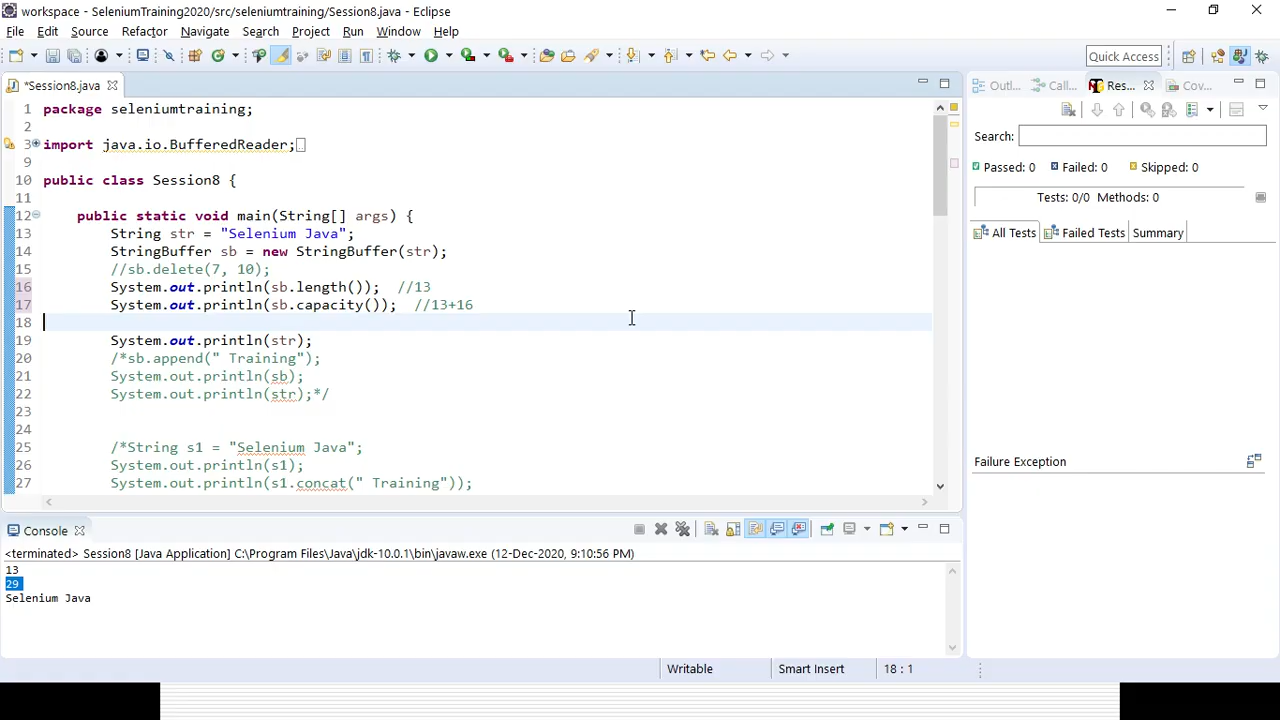 workspace - SeleniumTraining2020/src/seleniumtraining/Session8.java - Eclipse
File Edit Source Refactor Navigate Search Project Run Window Help
Quick Access
*Session8.java
Outl... Call... Res... Cov...
1 package seleniumtraining;
2
3 import java.io.BufferedReader;
9
10 public class Session8 {
11
12 public static void main(String[] args) {
13 String str = "Selenium Java";
14 StringBuffer sb = new StringBuffer(str);
15 //sb.delete(7, 10);
16 System.out.println(sb.length()); //13
17 System.out.println(sb.capacity()); //13+16
18
19 System.out.println(str);
20 /*sb.append(" Training");
21 System.out.println(sb);
22 System.out.println(str);*/
23
24
25 /*String s1 = "Selenium Java";
26 System.out.println(s1);
27 System.out.println(s1.concat(" Training"));
Search:
Passed: 0 Failed: 0 Skipped: 0
Tests: 0/0 Methods: 0
All Tests Failed Tests Summary
Failure Exception
Console
<terminated> Session8 [Java Application] C:\Program Files\Java\jdk-10.0.1\bin\javaw.exe (12-Dec-2020, 9:10:56 PM)
13
29
Selenium Java
Writable Smart Insert 18 : 1